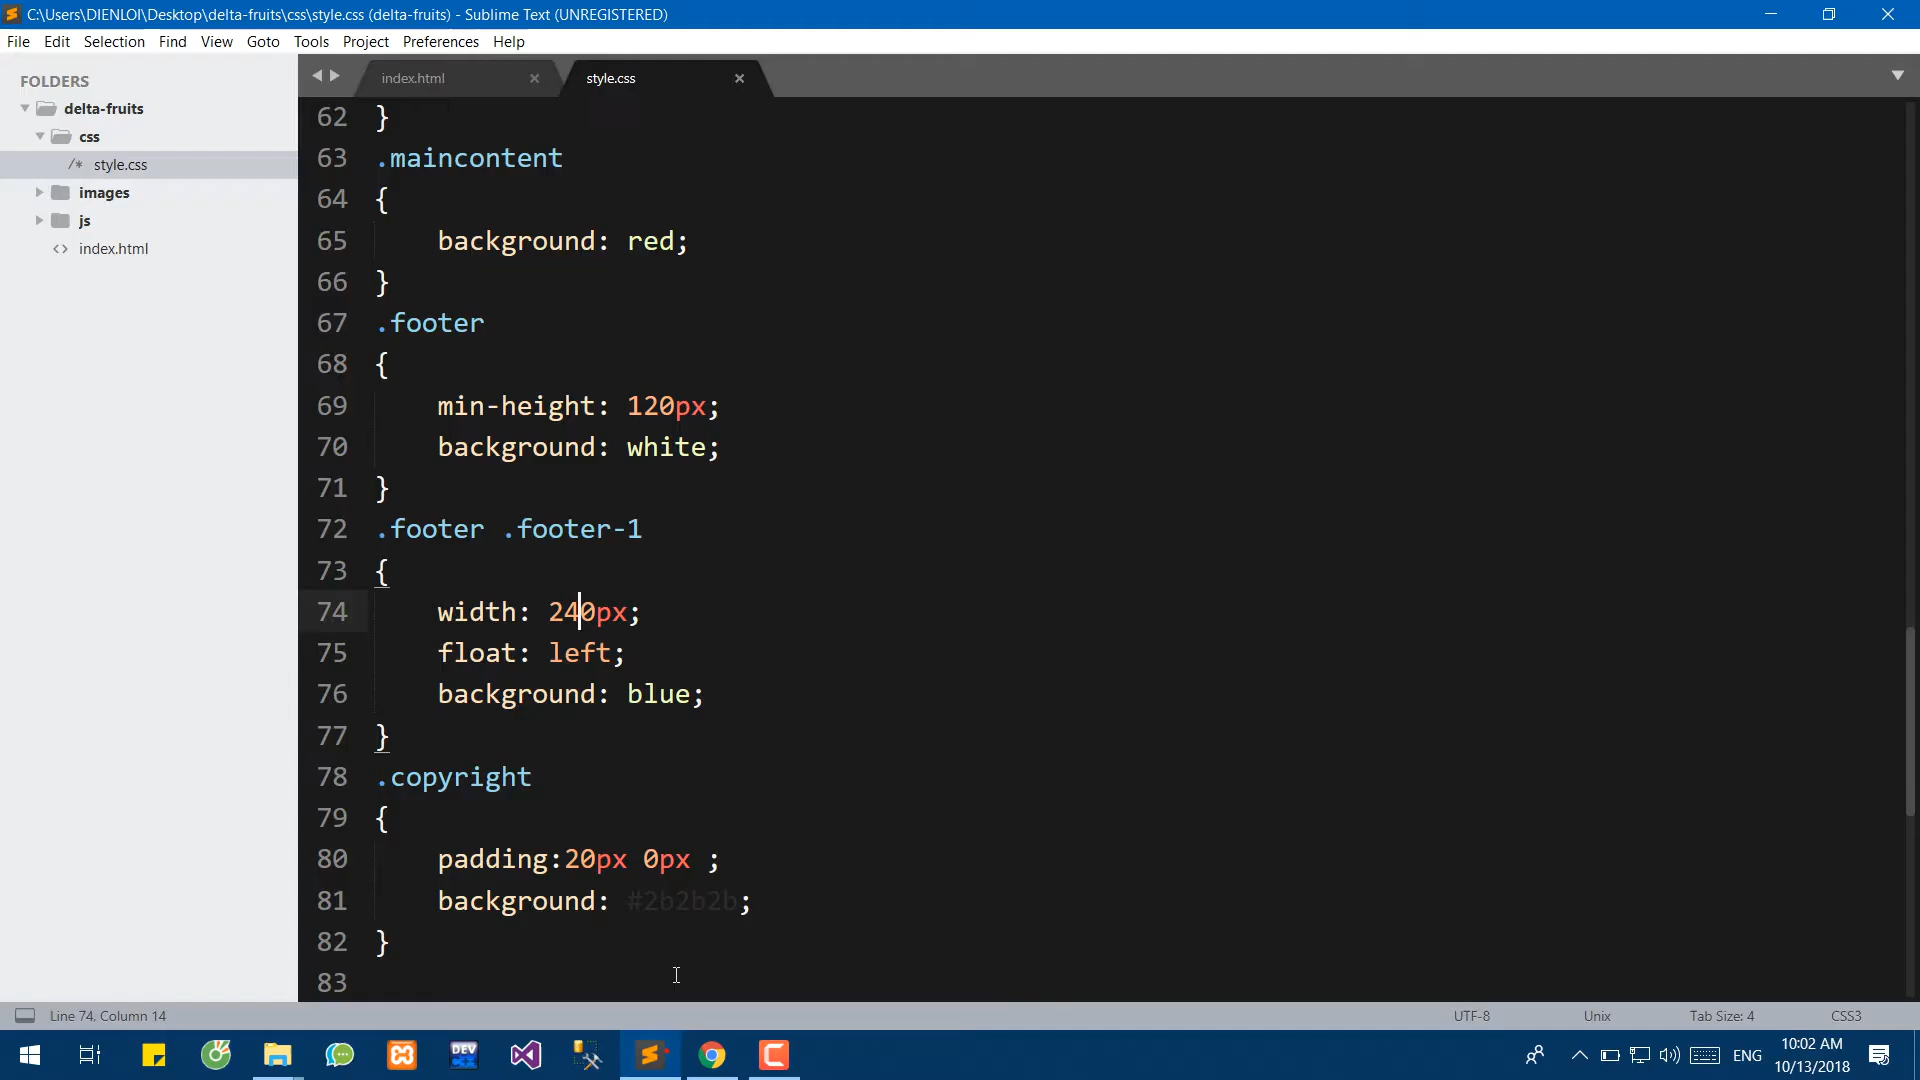 C:\Users\DIENLOI\Desktop\delta-fruits\css\style.css (delta-fruits) - Sublime Text (UNREGISTERED)
File Edit Selection Find View Goto Tools Project Preferences Help
FOLDERS
delta-fruits
css
/* style.css
images
js
<> index.html
index.html
style.css
62 }
63 .maincontent
64 {
65 background: red;
66 }
67 .footer
68 {
69 min-height: 120px;
70 background: white;
71 }
72 .footer .footer-1
73 {
74 width: 240px;
75 float: left;
76 background: blue;
77 }
78 .copyright
79 {
80 padding:20px 0px ;
81 background: #2b2b2b;
82 }
83
Line 74, Column 14
UTF-8
Unix
Tab Size: 4
CSS3
DEV
C++
ENG
10:02 AM
10/13/2018